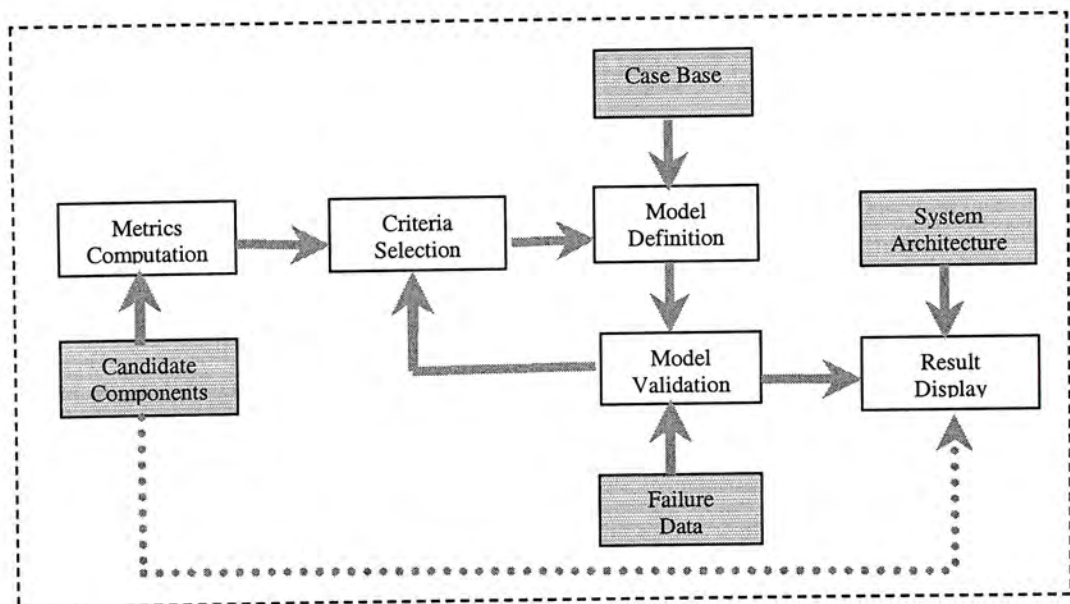 Case Base
Metrics
Computation
Criteria
Selection
Model
Definition
System
Architecture
Candidate
Components
Model
Validation
Result
Display
Failure
Data